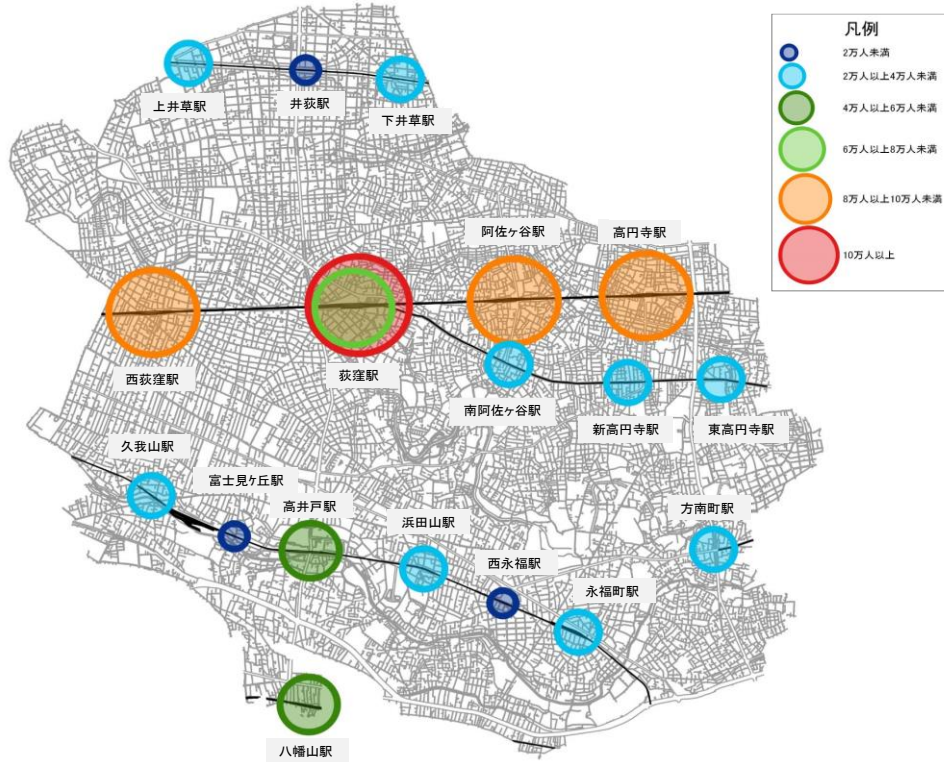 凡例
2万人未満
2万人以上4万人未満
4万人以上6万人未満
6万人以上8万人未満
8万人以上10万人未満
10万人以上
上井草駅
井荻駅
下井草駅
阿佐ヶ谷駅
高円寺駅
西荻窪駅
荻窪駅
南阿佐ヶ谷駅
新高円寺駅
東高円寺駅
久我山駅
富士見ケ丘駅
高井戸駅
浜田山駅
西永福駅
永福町駅
方南町駅
八幡山駅